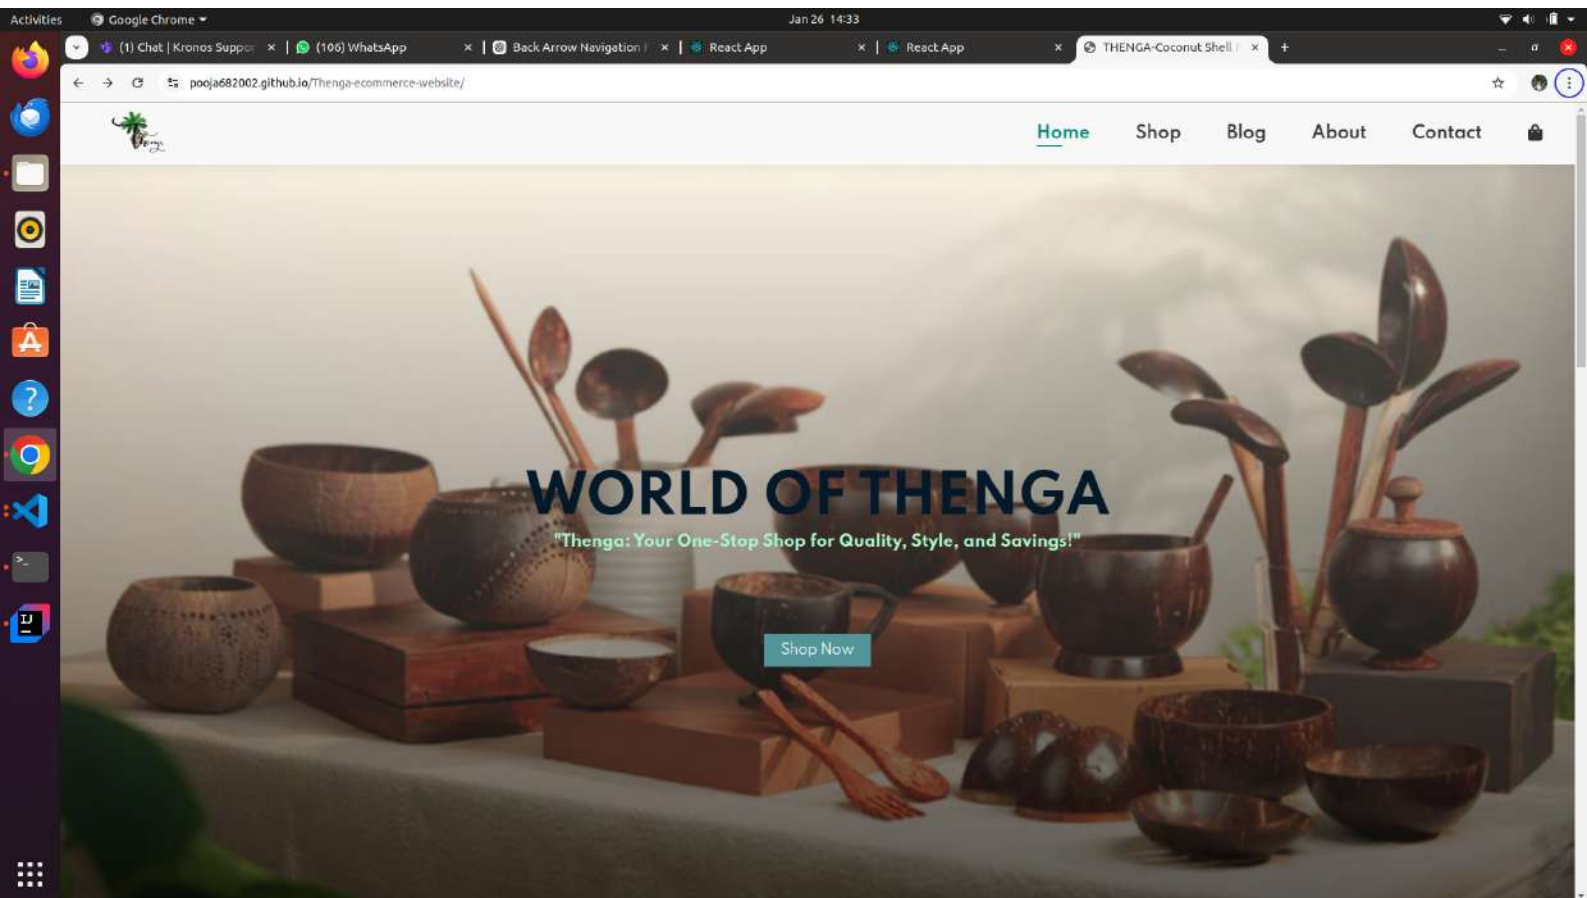 Activities Google Chrome Jan 26 14:33
(1) Chat | Kronos Suppor (106) WhatsApp Back Arrow Navigation React App React App THENGA-Coconut Shell
pooja682002.github.io/Thenga-ecommerce-website/
Thenga Home Shop Blog About Contact
WORLD OF THENGA
"Thenga: Your One-Stop Shop for Quality, Style, and Savings!"
Shop Now